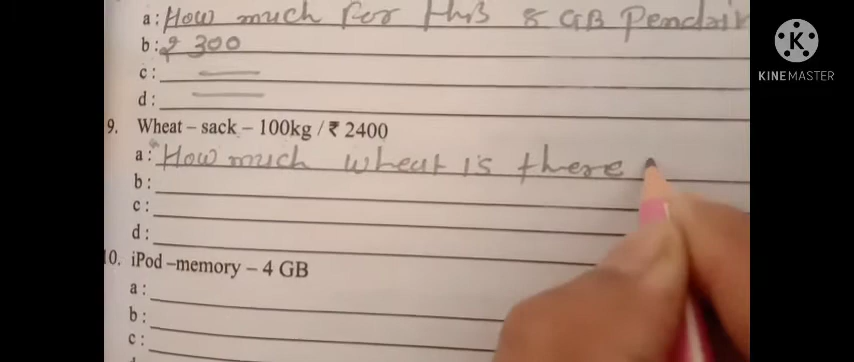 a: How much for this 8 GB Pendriv
b: ₹ 300
c:
d:
9. Wheat – sack – 100kg / ₹ 2400
a: How much wheat is there
b:
c:
d:
10. iPod –memory – 4 GB
a:
b:
c:
KINEMASTER